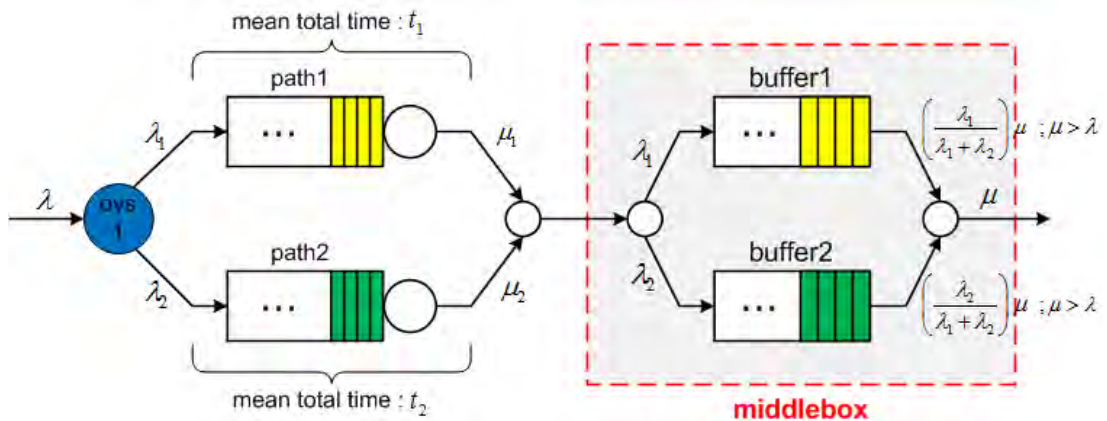 mean total time : t₁
path1
buffer1
...
...
λ₁
μ₁
λ₁
(λ₁ / (λ₁ + λ₂)) μ ; μ > λ
λ
ovs
1
μ
path2
buffer2
λ₂
...
μ₂
λ₂
...
(λ₂ / (λ₁ + λ₂)) μ ; μ > λ
mean total time : t₂
middlebox